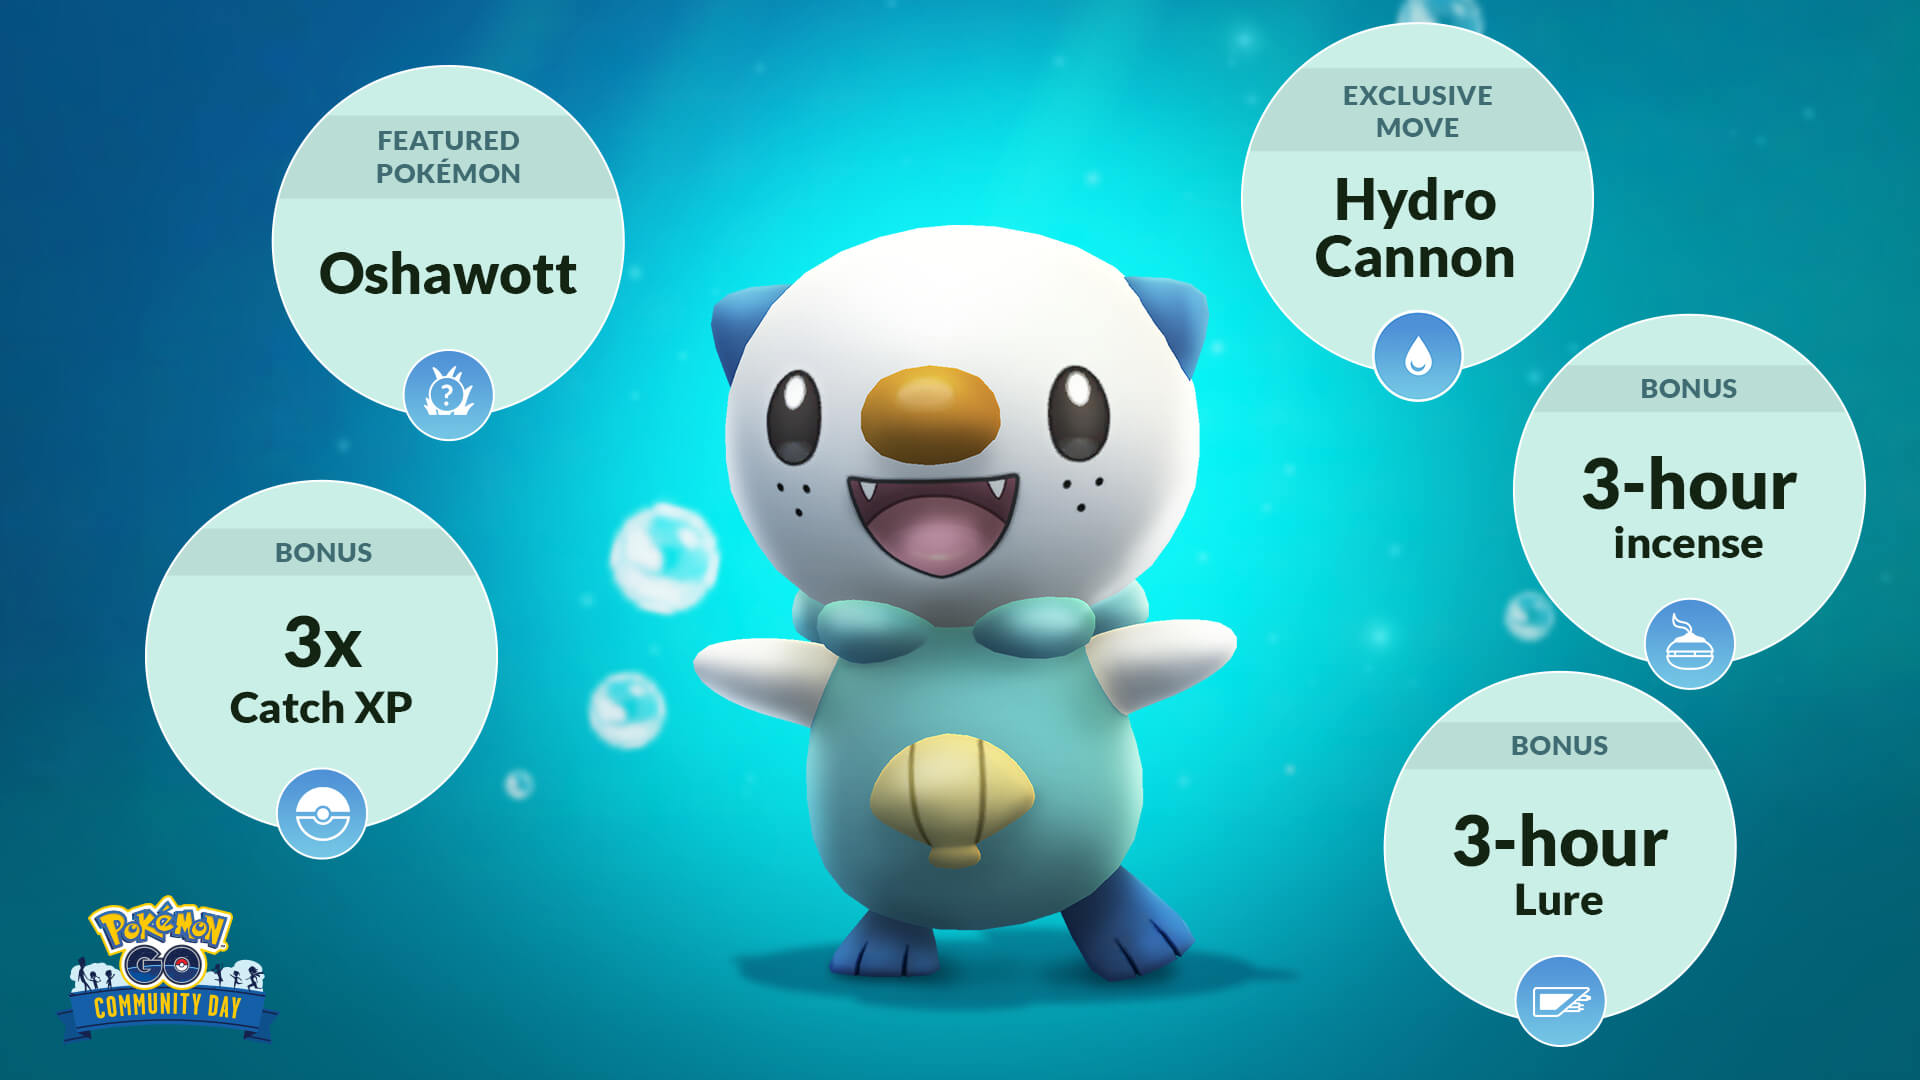 FEATURED
POKÉMON
Oshawott
EXCLUSIVE
MOVE
Hydro
Cannon
BONUS
3-hour
incense
BONUS
3x
Catch XP
BONUS
3-hour
Lure
POKÉMON
GO
COMMUNITY DAY